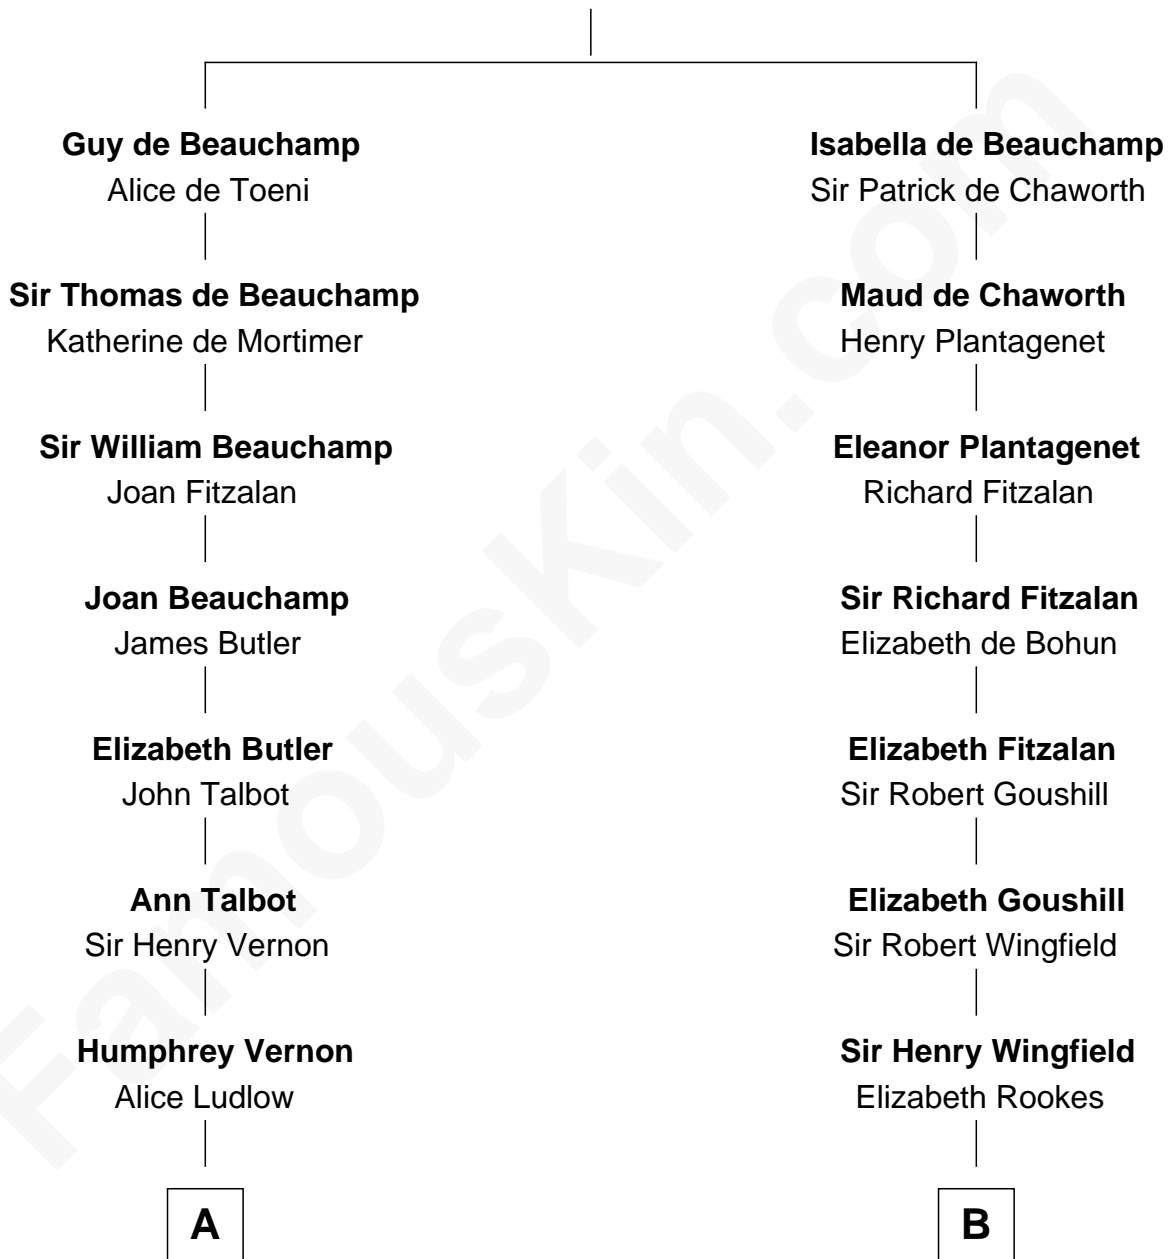 Guy de Beauchamp
Alice de Toeni
Sir Thomas de Beauchamp
Katherine de Mortimer
Sir William Beauchamp
Joan Fitzalan
Joan Beauchamp
James Butler
Elizabeth Butler
John Talbot
Ann Talbot
Sir Henry Vernon
Humphrey Vernon
Alice Ludlow
A
Isabella de Beauchamp
Sir Patrick de Chaworth
Maud de Chaworth
Henry Plantagenet
Eleanor Plantagenet
Richard Fitzalan
Sir Richard Fitzalan
Elizabeth de Bohun
Elizabeth Fitzalan
Sir Robert Goushill
Elizabeth Goushill
Sir Robert Wingfield
Sir Henry Wingfield
Elizabeth Rookes
B
FamousKin.com